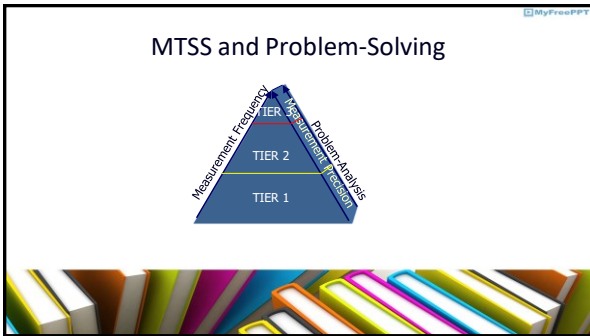 MyFreePPT
MTSS and Problem-Solving
Measurement Frequency
TIER 3
Measurement Precision
Problem-Analysis
TIER 2
TIER 1